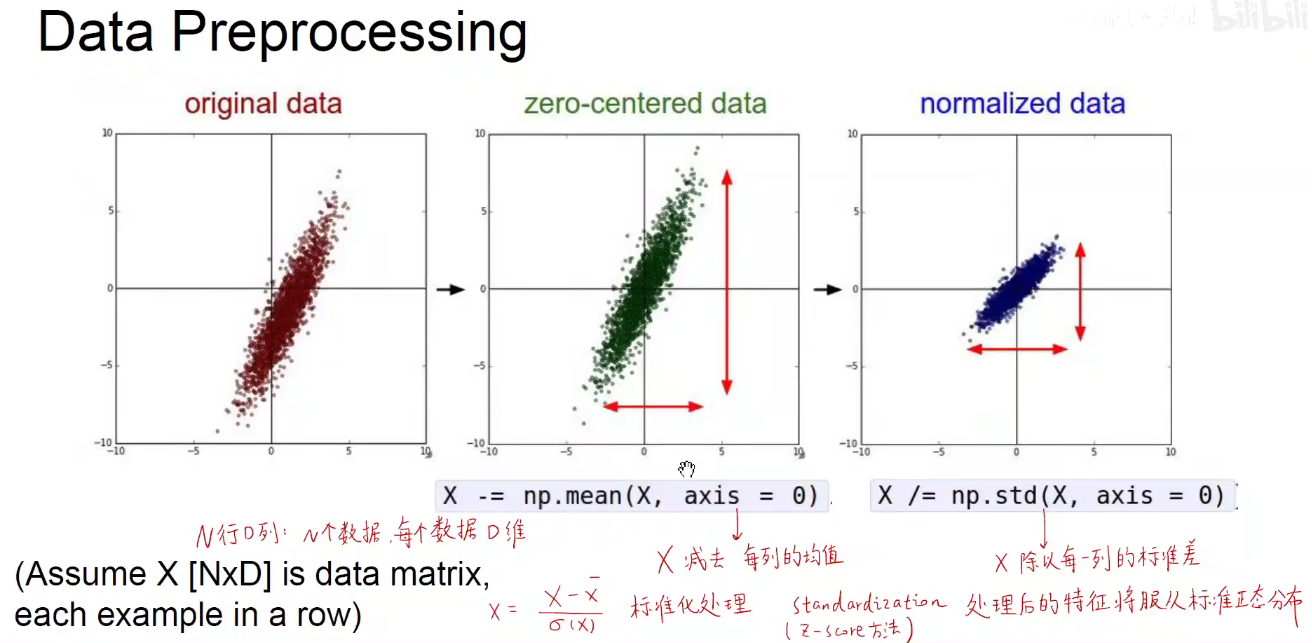 bilibili
Data Preprocessing
original data
zero-centered data
normalized data
10
5
0
−5
−10
−10
−5
0
5
10
10
5
0
−5
−10
−10
−5
0
5
10
10
5
0
−5
−10
−10
−5
0
5
10
X -= np.mean(X, axis = 0)
X /= np.std(X, axis = 0)
N行D列: N个数据,每个数据D维
X 减去 每列的均值
X 除以每一列的标准差
(Assume X [NxD] is data matrix,
each example in a row)
X = (X − X̄) / σ(X) 标准化处理
standardization
(z-score方法)
处理后的特征将服从标准正态分布